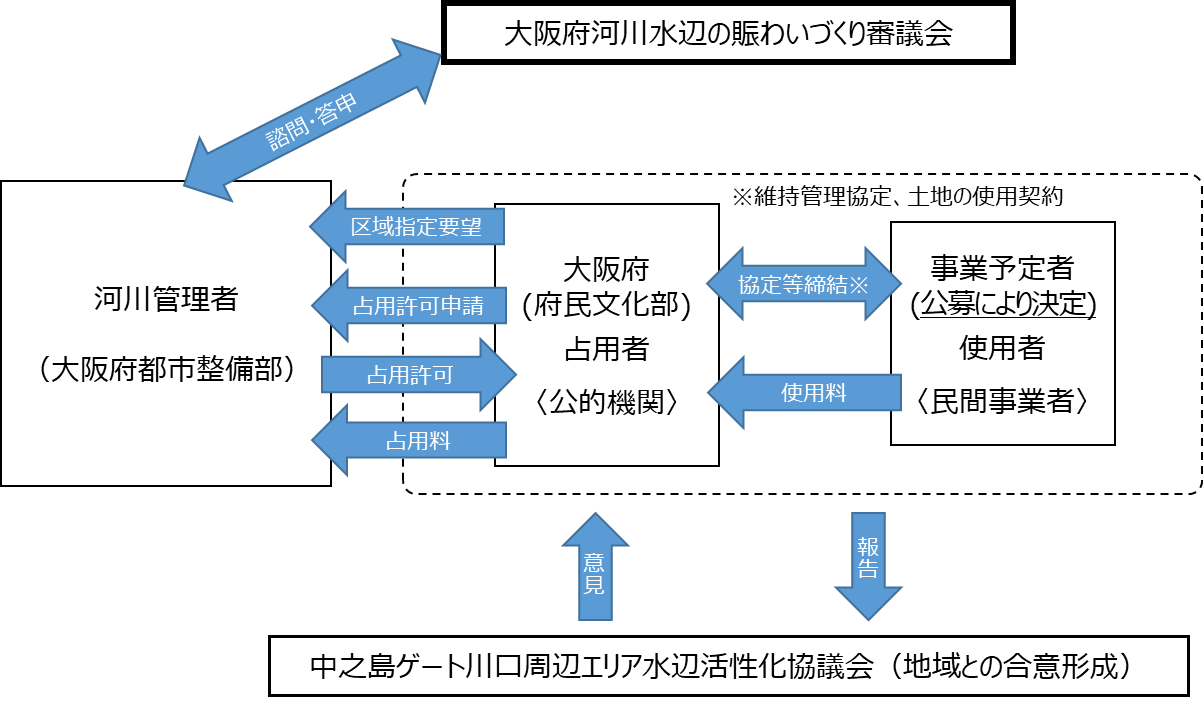 大阪府河川水辺の賑わいづくり審議会
諮問・答申
※維持管理協定、土地の使用契約
河川管理者
（大阪府都市整備部）
区域指定要望
占用許可申請
占用許可
占用料
大阪府
(府民文化部)
占用者
〈公的機関〉
協定等締結※
使用料
事業予定者
(公募により決定)
使用者
〈民間事業者〉
意見
報告
中之島ゲート川口周辺エリア水辺活性化協議会（地域との合意形成）